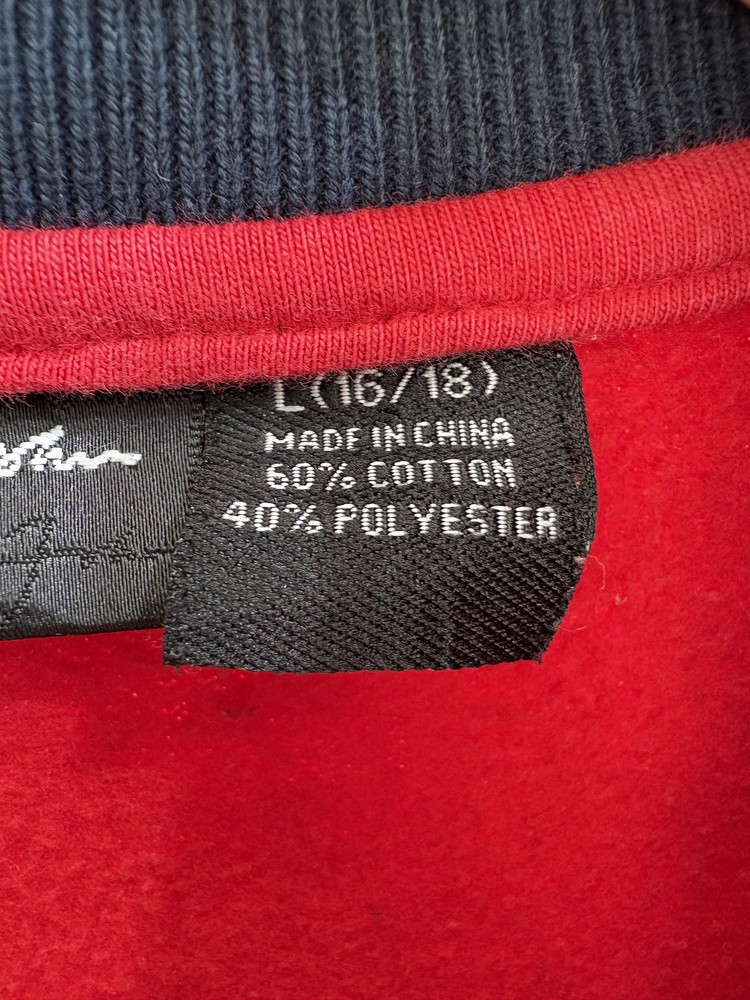 L(16/18)
MADE IN CHINA
60% COTTON
40% POLYESTER